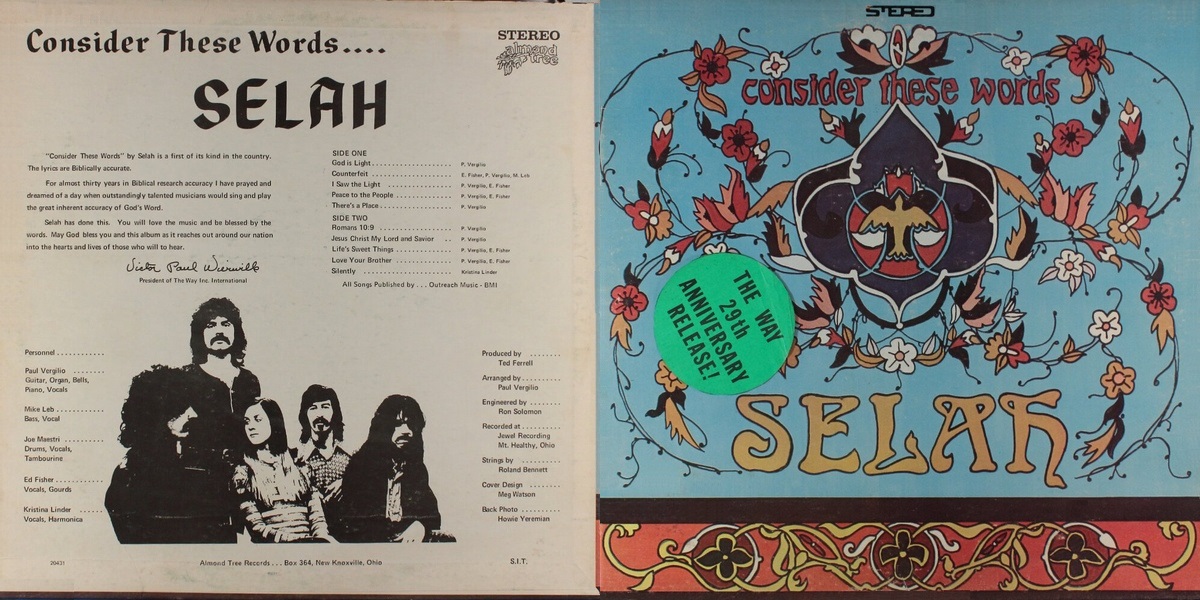 Consider These Words....
SELAH
STEREO
almond
tree
"Consider These Words" by Selah is a first of its kind in the country.
The lyrics are Biblically accurate.
For almost thirty years in Biblical research accuracy I have prayed and
dreamed of a day when outstandingly talented musicians would sing and play
the great inherent accuracy of God's Word.
Selah has done this. You will love the music and be blessed by the
words. May God bless you and this album as it reaches out around our nation
into the hearts and lives of those who will to hear.
Victor Paul Wierwille
President of The Way Inc. International
SIDE ONE
God is Light . . . . . . . . . . . . . . . . . . . . P. Vergilio
Counterfeit . . . . . . . . . . . . . . . . . . . . E. Fisher, P. Vergilio, M. Leb
I Saw the Light . . . . . . . . . . . . . . . . P. Vergilio, E. Fisher
Peace to the People . . . . . . . . . . . . . . P. Vergilio, E. Fisher
There's a Place . . . . . . . . . . . . . . . . . . P. Vergilio
SIDE TWO
Romans 10:9 . . . . . . . . . . . . . . . . . . P. Vergilio
Jesus Christ My Lord and Savior . . P. Vergilio
Life's Sweet Things . . . . . . . . . . . . . . P. Vergilio, E. Fisher
Love Your Brother . . . . . . . . . . . . . . P. Vergilio, E. Fisher
Silently . . . . . . . . . . . . . . . . . . . . . . Kristina Linder
All Songs Published by . . . Outreach Music - BMI
Personnel . . . . . . . . . . . .
Paul Vergilio . . . . . . . . .
Guitar, Organ, Bells,
Piano, Vocals
Mike Leb . . . . . . . . . . . .
Bass, Vocal
Joe Maestri . . . . . . . . . .
Drums, Vocals,
Tambourine
Ed Fisher . . . . . . . . . . . .
Vocals, Gourds
Kristina Linder . . . . . .
Vocals, Harmonica
Produced by . . . . . . . .
Ted Ferrell
Arranged by . . . . . . . . . .
Paul Vergilio
Engineered by . . . . . . . .
Ron Solomon
Recorded at . . . . . . . . . .
Jewel Recording
Mt. Healthy, Ohio
Strings by . . . . . . . . . .
Roland Bennett
Cover Design . . . . . . . .
Meg Watson
Back Photo . . . . . . . . . .
Howie Yeremian
20431
Almond Tree Records . . . Box 364, New Knoxville, Ohio
S.I.T.
STEREO
consider these words
THE WAY
29th
ANNIVERSARY
RELEASE!
SELAH